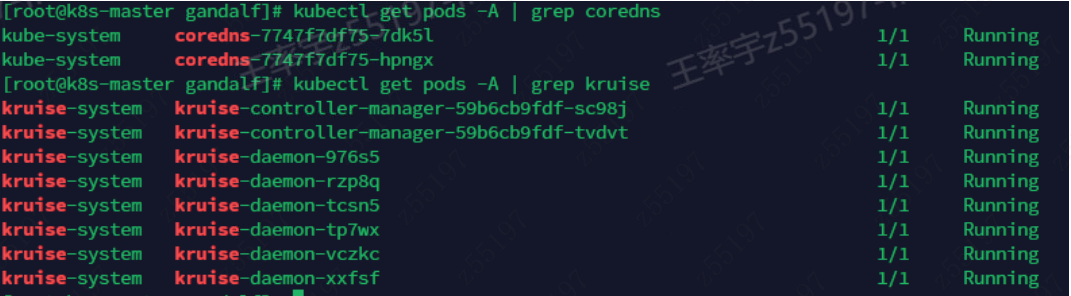 [root@k8s-master gandalf]# kubectl get pods -A | grep coredns
kube-system coredns-7747f7df75-7dk5l 1/1 Running
kube-system coredns-7747f7df75-hpngx 1/1 Running
[root@k8s-master gandalf]# kubectl get pods -A | grep kruise
kruise-system kruise-controller-manager-59b6cb9fdf-sc98j 1/1 Running
kruise-system kruise-controller-manager-59b6cb9fdf-tvdvt 1/1 Running
kruise-system kruise-daemon-976s5 1/1 Running
kruise-system kruise-daemon-rzp8q 1/1 Running
kruise-system kruise-daemon-tcsn5 1/1 Running
kruise-system kruise-daemon-tp7wx 1/1 Running
kruise-system kruise-daemon-vczkc 1/1 Running
kruise-system kruise-daemon-xxfsf 1/1 Running
王率宇z55197
z55197